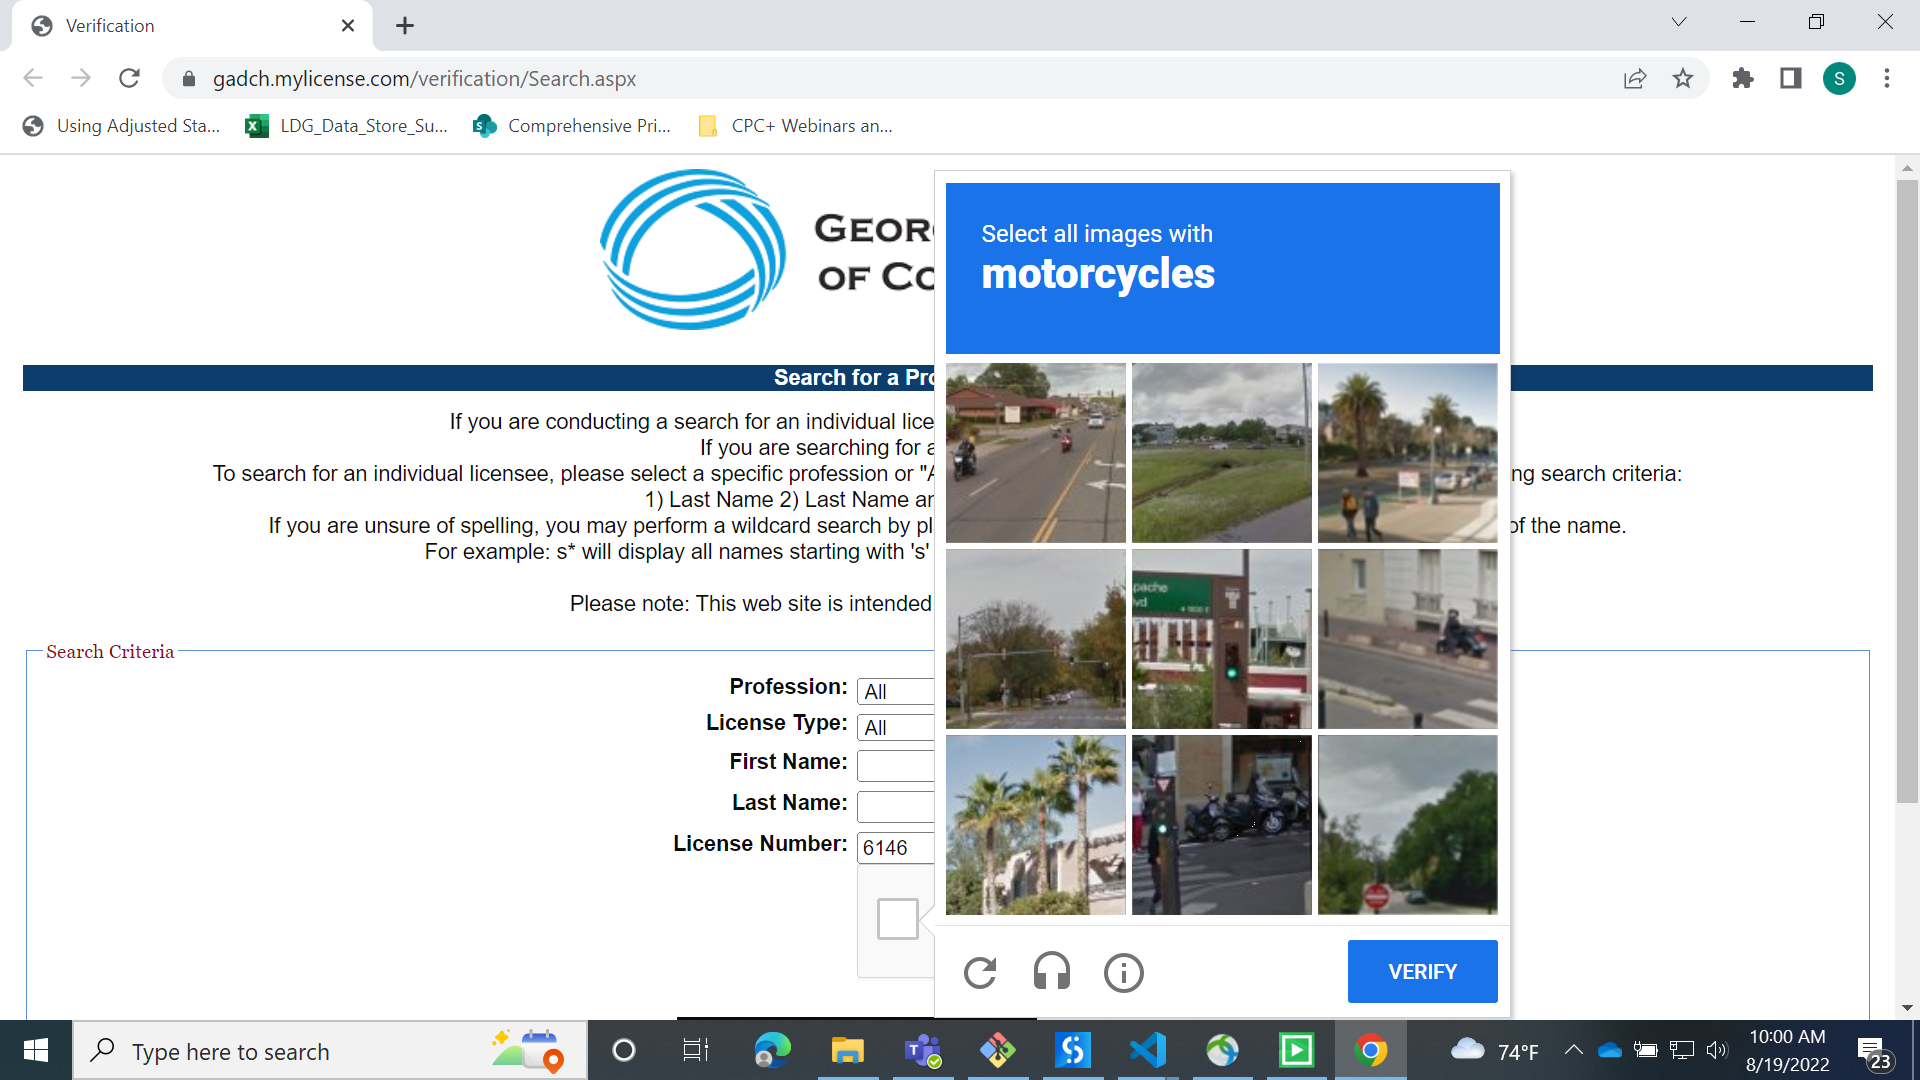 Verification
gadch.mylicense.com/verification/Search.aspx
S
Using Adjusted Sta...
LDG_Data_Store_Su...
Comprehensive Pri...
CPC+ Webinars an...
GEOR
OF CO
Search for a Pro
If you are conducting a search for an individual lice
If you are searching for a
To search for an individual licensee, please select a specific profession or "A
ng search criteria:
1) Last Name 2) Last Name an
If you are unsure of spelling, you may perform a wildcard search by pl
of the name.
For example: s* will display all names starting with 's'
Please note: This web site is intended
Search Criteria
Profession: All
License Type: All
First Name:
Last Name:
License Number: 6146
Select all images with
motorcycles
pache
vd
VERIFY
Type here to search
74°F
10:00 AM
8/19/2022
23